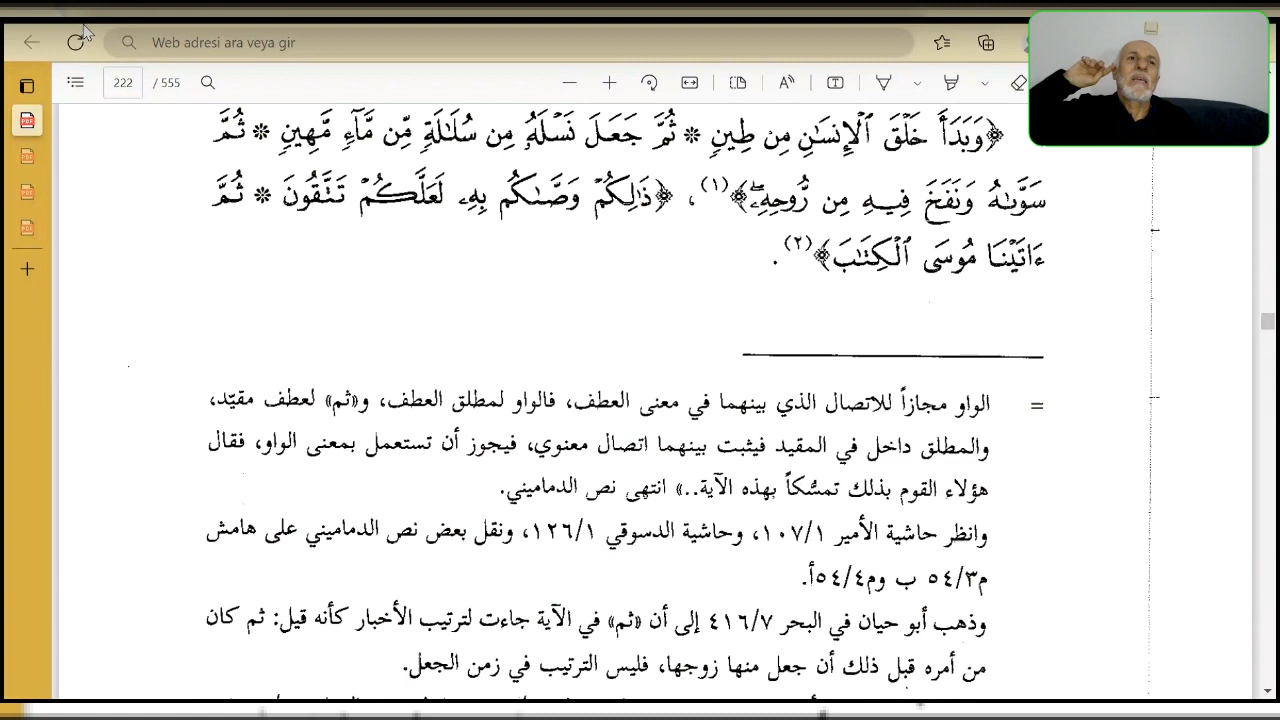 Web adresi ara veya gir
222 / 555
﴿وَبَدَأَ خَلْقَ ٱلْإِنسَٰنِ مِن طِينٍ * ثُمَّ جَعَلَ نَسْلَهُۥ مِن سُلَٰلَةٍ مِّن مَّآءٍ مَّهِينٍ * ثُمَّ
سَوَّىٰهُ وَنَفَخَ فِيهِ مِن رُّوحِهِۦۖ﴾(١)، ﴿ذَٰلِكُمْ وَصَّىٰكُم بِهِۦ لَعَلَّكُمْ تَتَّقُونَ * ثُمَّ
ءَاتَيْنَا مُوسَى ٱلْكِتَٰبَ﴾(٢).
= الواو مجازاً للاتصال الذي بينهما في معنى العطف، فالواو لمطلق العطف، و«ثم» لعطف مقيّد،
والمطلق داخل في المقيد فيثبت بينهما اتصال معنوي، فيجوز أن تستعمل بمعنى الواو، فقال
هؤلاء القوم بذلك تمسُّكاً بهذه الآية..» انتهى نص الدماميني.
وانظر حاشية الأمير ١٠٧/١، وحاشية الدسوقي ١٢٦/١، ونقل بعض نص الدماميني على هامش
م٥٤/٣ ب وم٥٤/٤أ.
وذهب أبو حيان في البحر ٤١٦/٧ إلى أن «ثم» في الآية جاءت لترتيب الأخبار كأنه قيل: ثم كان
من أمره قبل ذلك أن جعل منها زوجها، فليس الترتيب في زمن الجعل.